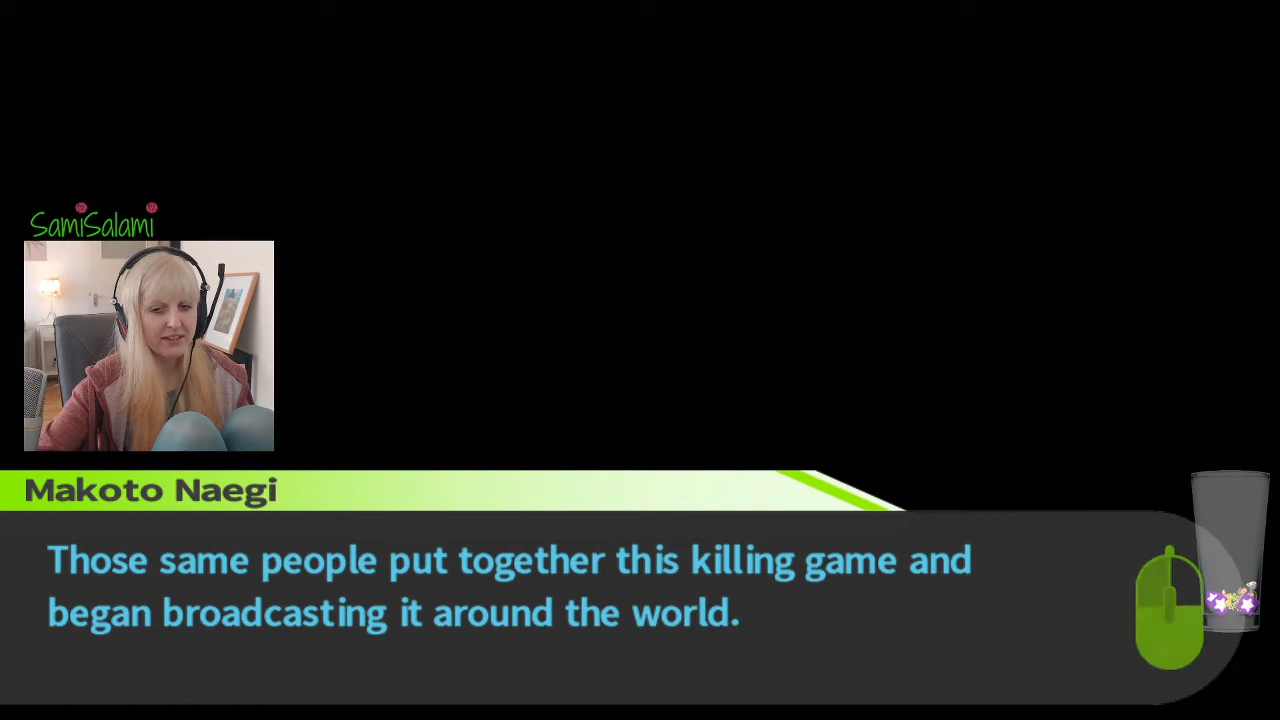 SamiSalami
Makoto Naegi
Those same people put together this killing game and
began broadcasting it around the world.